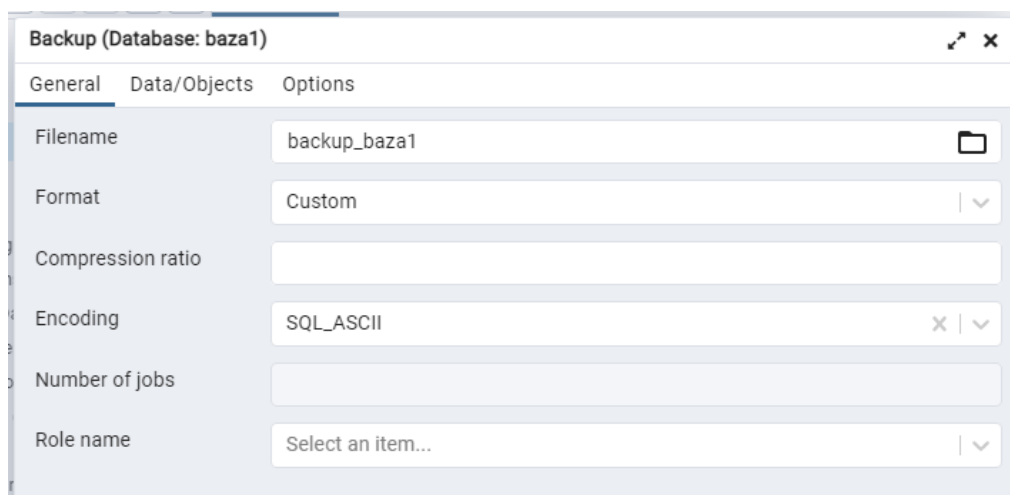 Backup (Database: baza1)
General Data/Objects Options
Filename backup_baza1
Format Custom
Compression ratio
Encoding SQL_ASCII
Number of jobs
Role name Select an item...